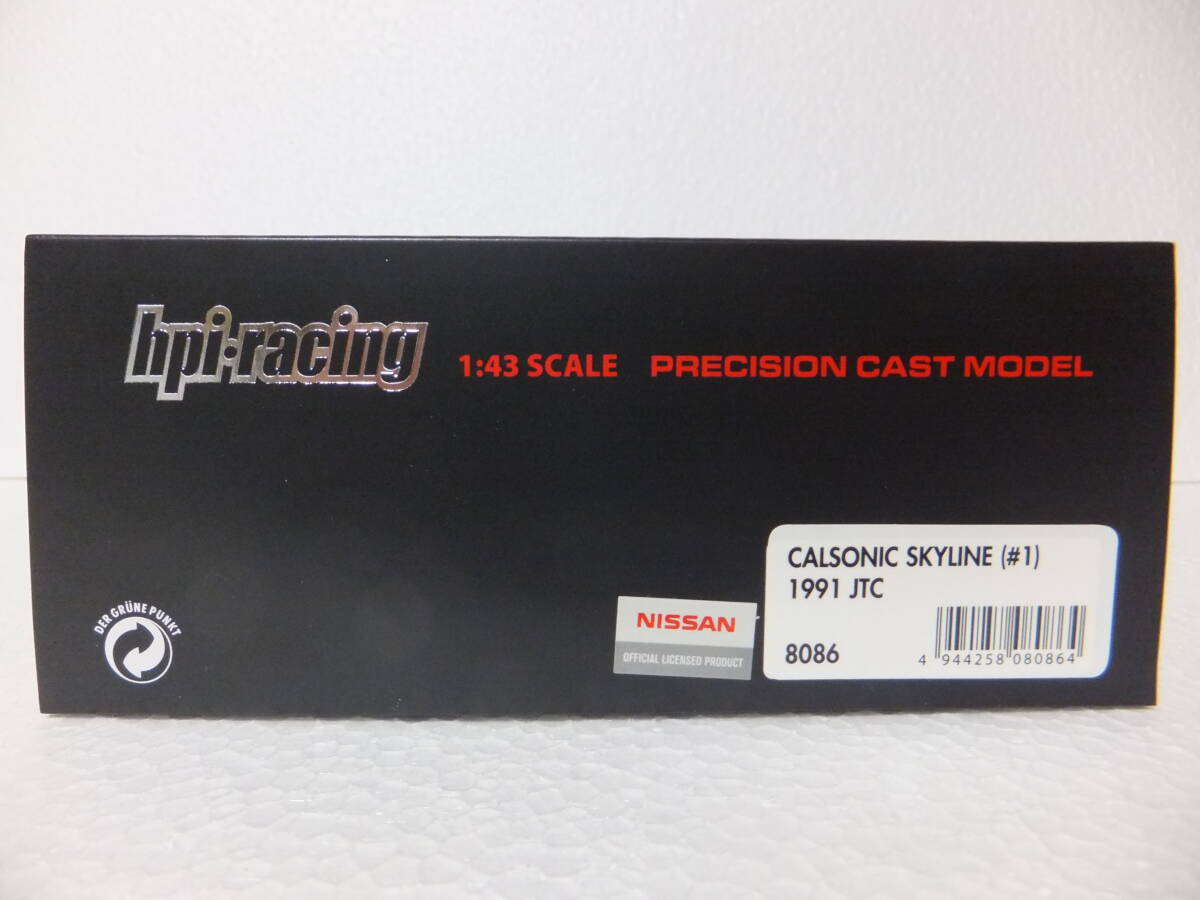 hpi·racing
1:43 SCALE PRECISION CAST MODEL
CALSONIC SKYLINE (#1)
1991 JTC
8086
4 944258 080864
NISSAN
OFFICIAL LICENSED PRODUCT
DER GRÜNE PUNKT